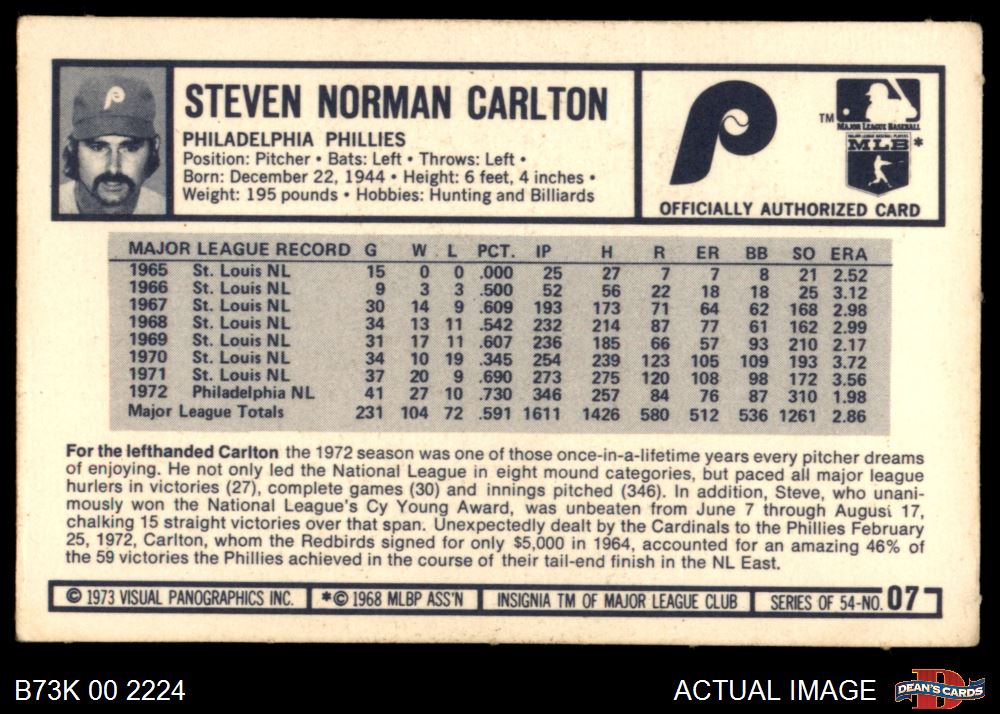 STEVEN NORMAN CARLTON
PHILADELPHIA PHILLIES
Position: Pitcher • Bats: Left • Throws: Left •
Born: December 22, 1944 • Height: 6 feet, 4 inches •
Weight: 195 pounds • Hobbies: Hunting and Billiards
P
TM
MAJOR LEAGUE BASEBALL
MAJOR LEAGUE BASEBALL PLAYERS
MLB*
OFFICIALLY AUTHORIZED CARD
MAJOR LEAGUE RECORD G W L PCT. IP H R ER BB SO ERA
1965 St. Louis NL 15 0 0 .000 25 27 7 7 8 21 2.52
1966 St. Louis NL 9 3 3 .500 52 56 22 18 18 25 3.12
1967 St. Louis NL 30 14 9 .609 193 173 71 64 62 168 2.98
1968 St. Louis NL 34 13 11 .542 232 214 87 77 61 162 2.99
1969 St. Louis NL 31 17 11 .607 236 185 66 57 93 210 2.17
1970 St. Louis NL 34 10 19 .345 254 239 123 105 109 193 3.72
1971 St. Louis NL 37 20 9 .690 273 275 120 108 98 172 3.56
1972 Philadelphia NL 41 27 10 .730 346 257 84 76 87 310 1.98
Major League Totals 231 104 72 .591 1611 1426 580 512 536 1261 2.86
For the lefthanded Carlton the 1972 season was one of those once-in-a-lifetime years every pitcher dreams
of enjoying. He not only led the National League in eight mound categories, but paced all major league
hurlers in victories (27), complete games (30) and innings pitched (346). In addition, Steve, who unani-
mously won the National League's Cy Young Award, was unbeaten from June 7 through August 17,
chalking 15 straight victories over that span. Unexpectedly dealt by the Cardinals to the Phillies February
25, 1972, Carlton, whom the Redbirds signed for only $5,000 in 1964, accounted for an amazing 46% of
the 59 victories the Phillies achieved in the course of their tail-end finish in the NL East.
© 1973 VISUAL PANOGRAPHICS INC. *© 1968 MLBP ASS'N INSIGNIA TM OF MAJOR LEAGUE CLUB SERIES OF 54-NO. 07
B73K 00 2224
ACTUAL IMAGE
D
DEAN'S CARDS